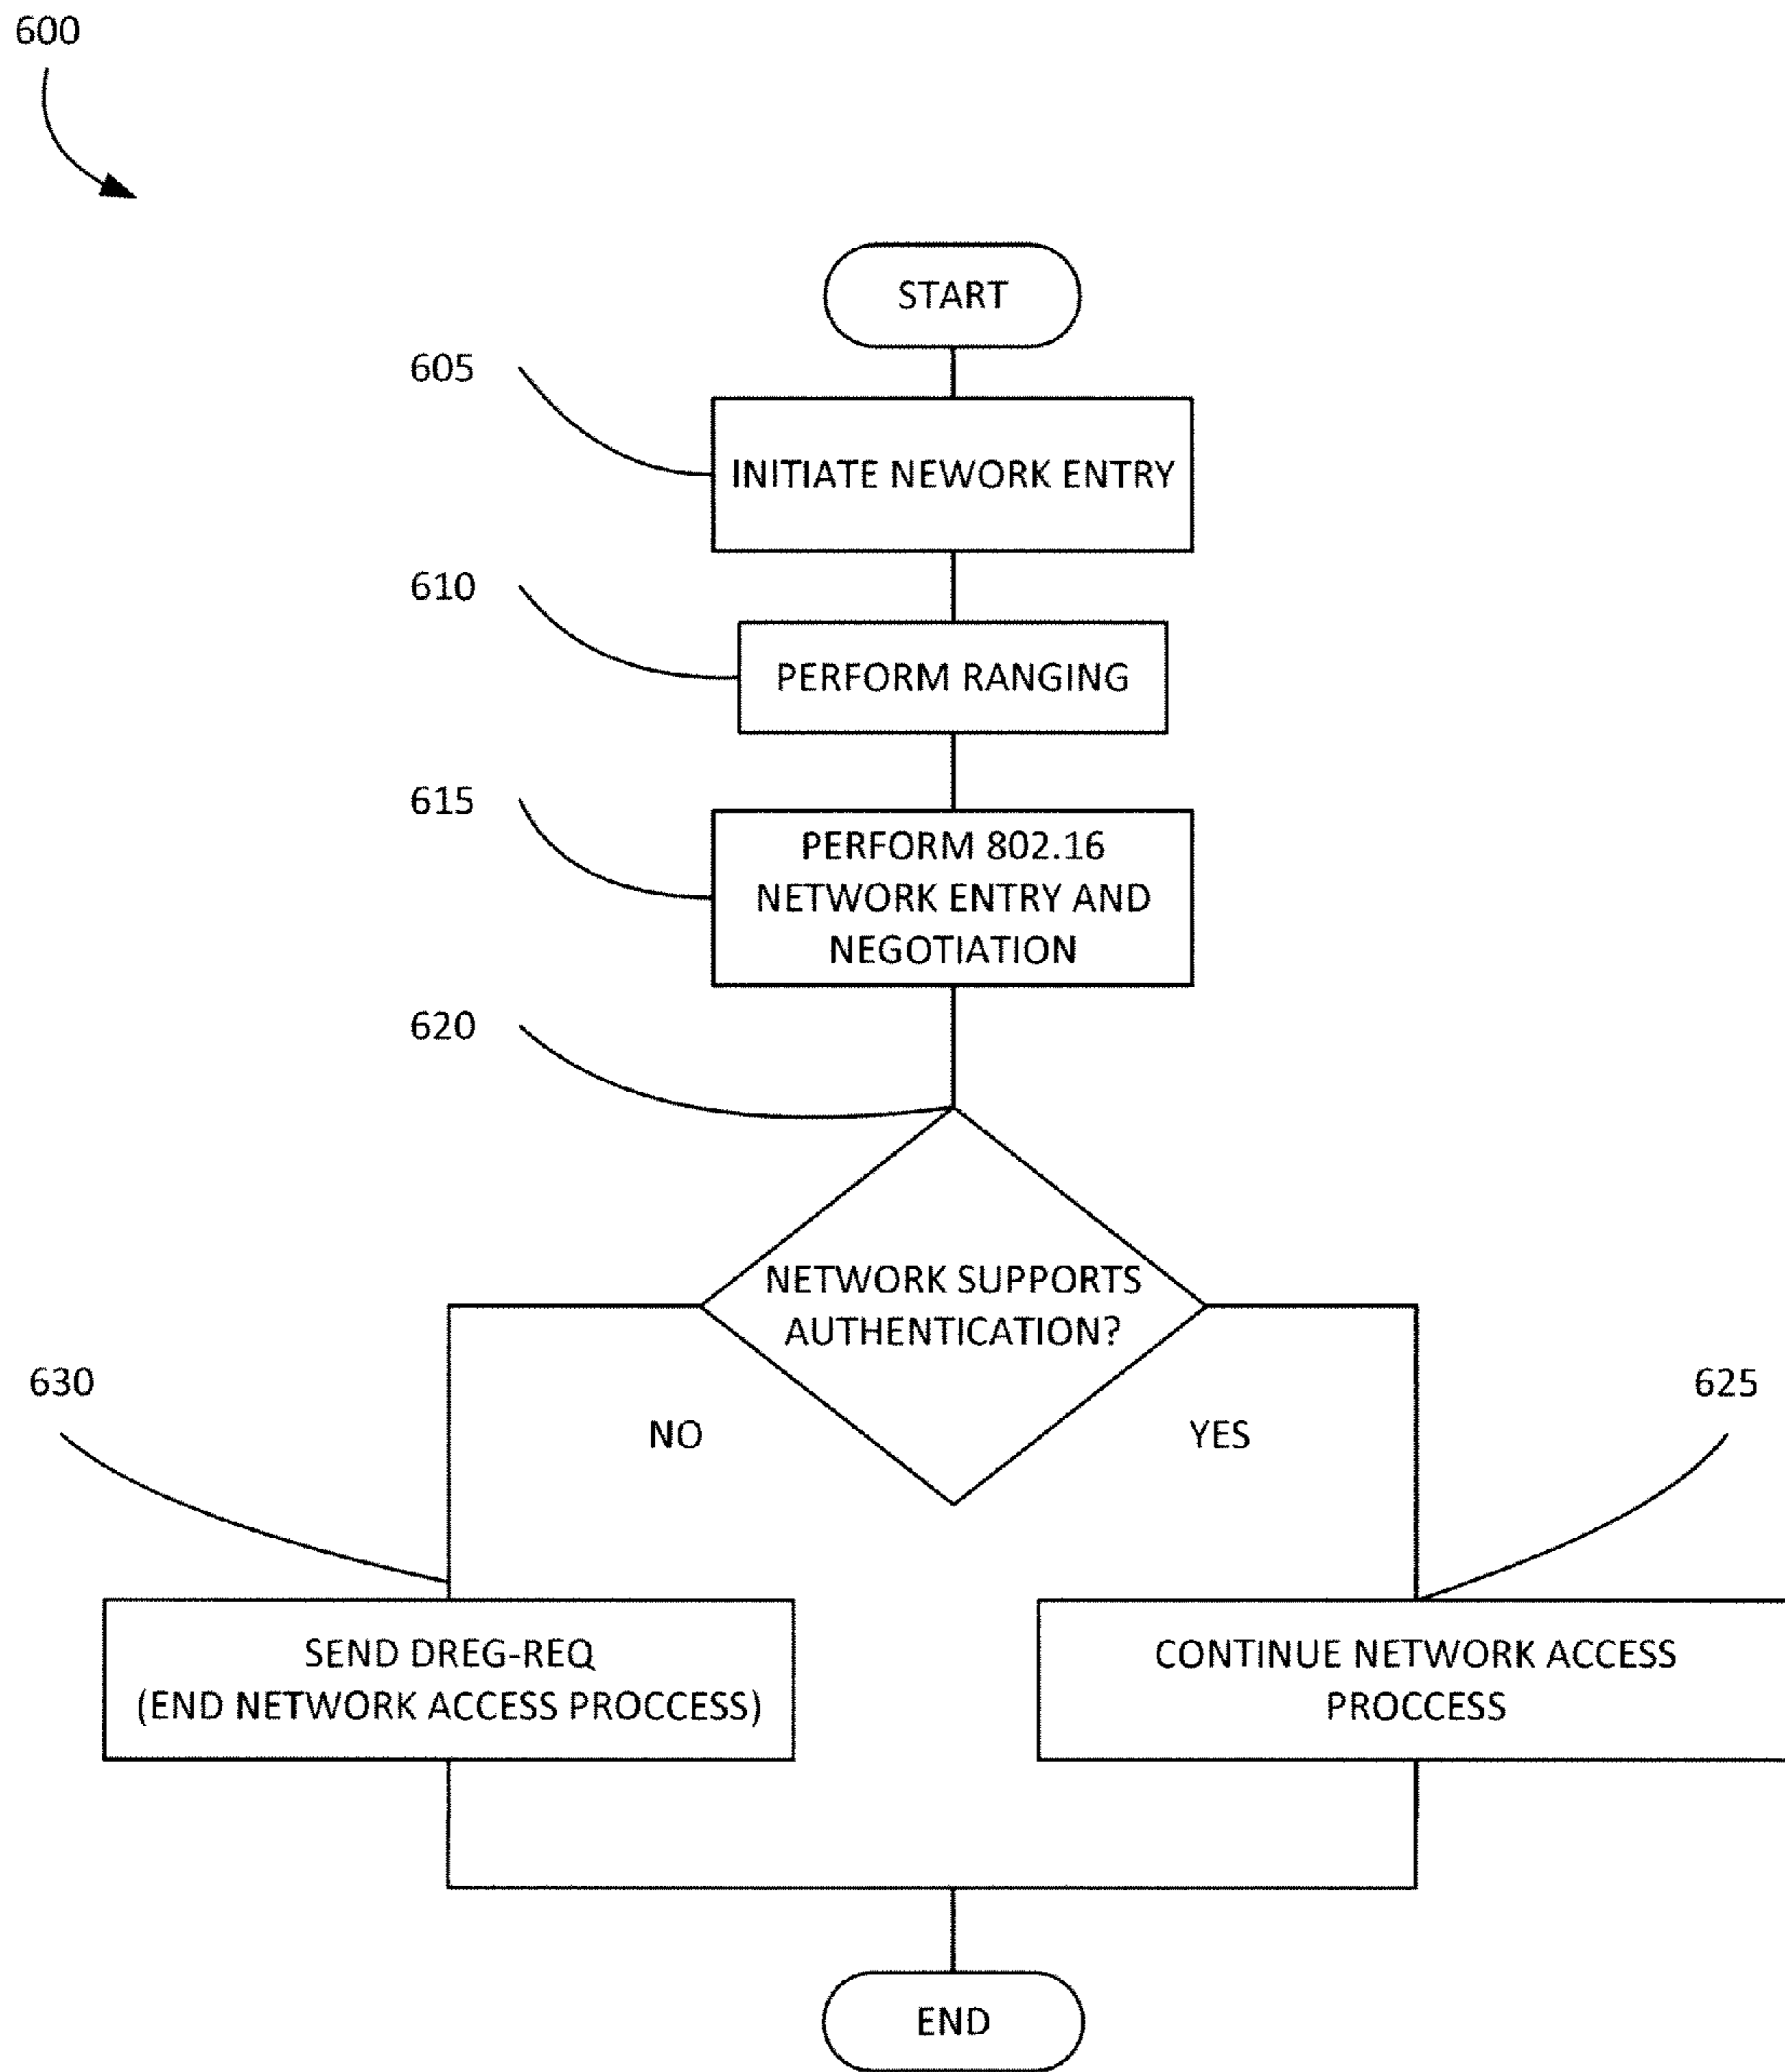 600
START
605
INITIATE NEWORK ENTRY
610
PERFORM RANGING
615
PERFORM 802.16
NETWORK ENTRY AND
NEGOTIATION
620
NETWORK SUPPORTS
AUTHENTICATION?
630
625
NO
YES
SEND DREG-REQ
(END NETWORK ACCESS PROCCESS)
CONTINUE NETWORK ACCESS
PROCCESS
END